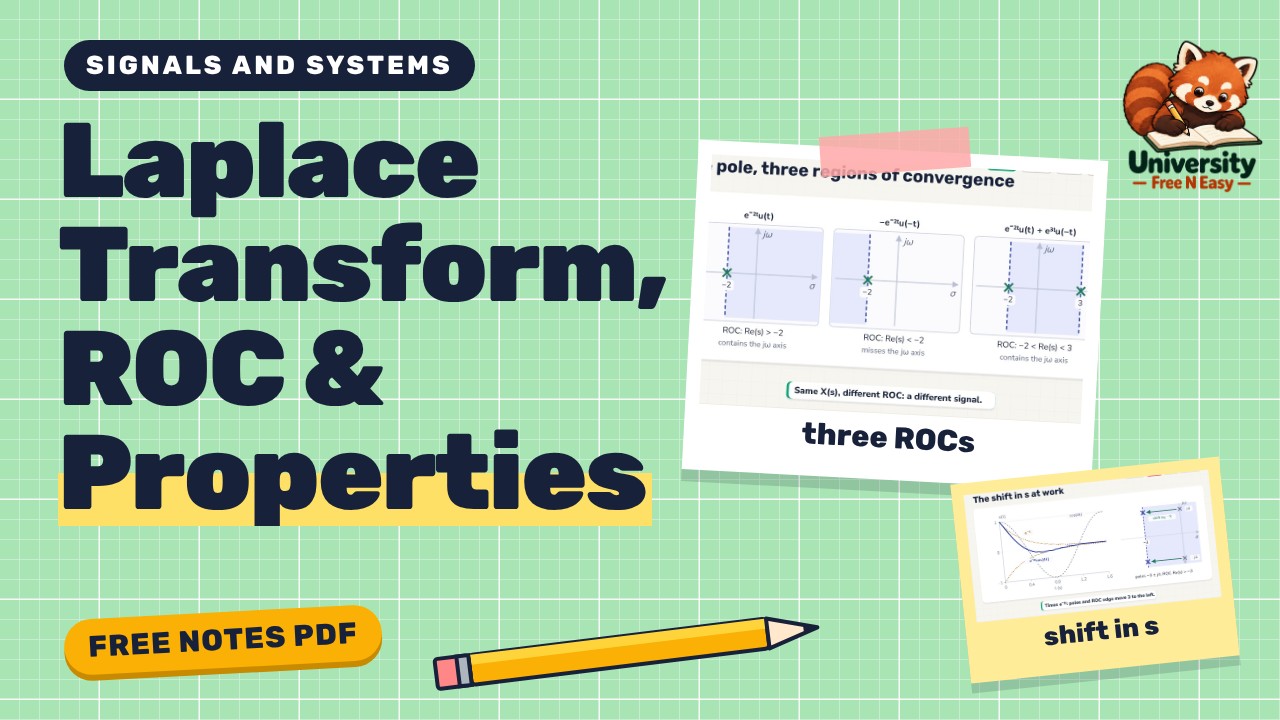 SIGNALS AND SYSTEMS
Laplace
Transform,
ROC &
Properties
FREE NOTES PDF
University
Free N Easy
pole, three regions of convergence
e⁻²ᵗu(t)
−e⁻²ᵗu(−t)
e⁻²ᵗu(t) + e³ᵗu(−t)
jω
jω
jω
−2
σ
−2
σ
−2
3
ROC: Re(s) > −2
contains the jω axis
ROC: Re(s) < −2
misses the jω axis
ROC: −2 < Re(s) < 3
contains the jω axis
Same X(s), different ROC: a different signal.
three ROCs
The shift in s at work
shift in s